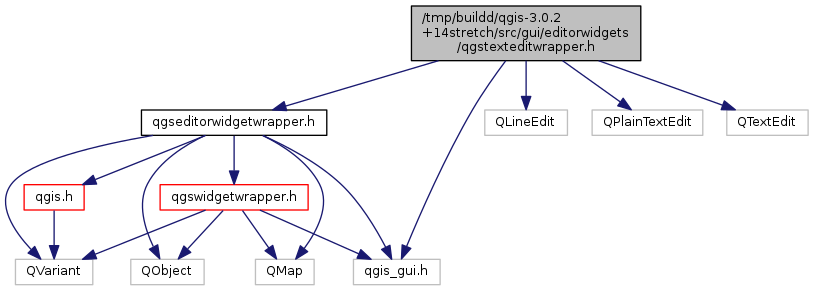 /tmp/buildd/qgis-3.0.2
+14stretch/src/gui/editorwidgets
/qgstexteditwrapper.h
qgseditorwidgetwrapper.h
QLineEdit
QPlainTextEdit
QTextEdit
qgis.h
qgswidgetwrapper.h
QVariant
QObject
QMap
qgis_gui.h